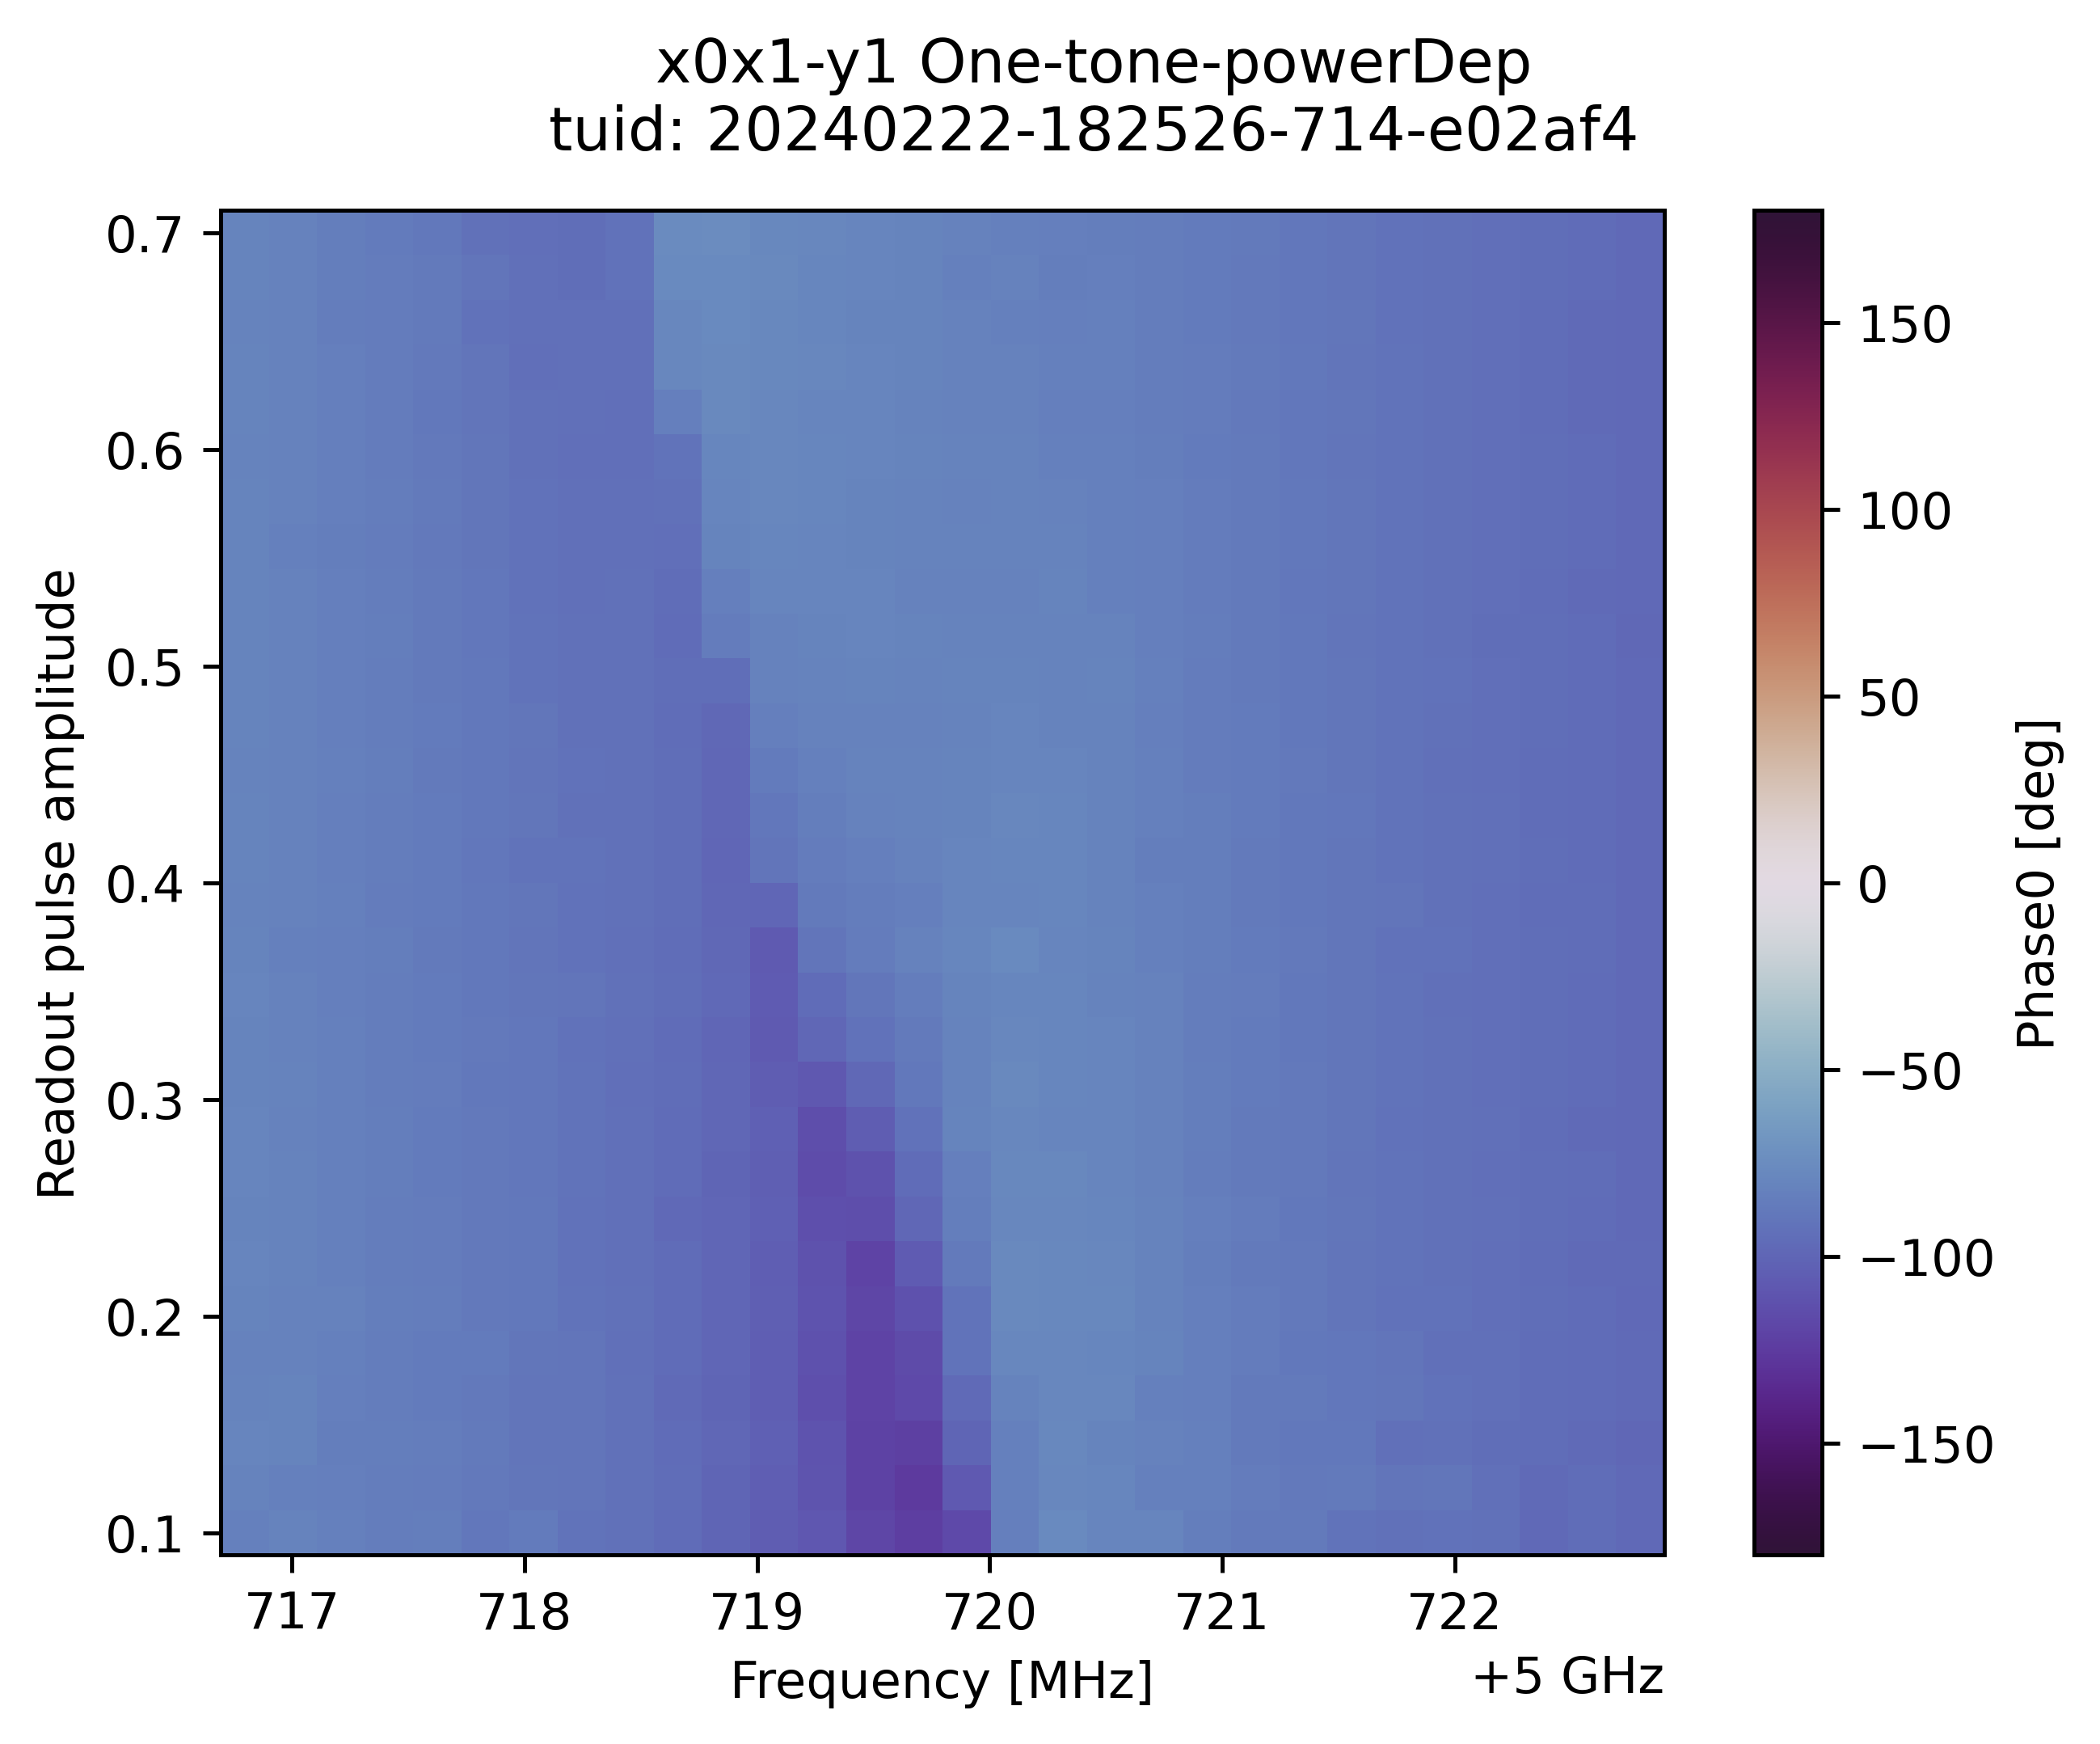 x0x1-y1 One-tone-powerDep
tuid: 20240222-182526-714-e02af4
Readout pulse amplitude
0.7
0.6
0.5
0.4
0.3
0.2
0.1
717 718 719 720 721 722
Frequency [MHz]
+5 GHz
150
100
50
0
−50
−100
−150
Phase0 [deg]